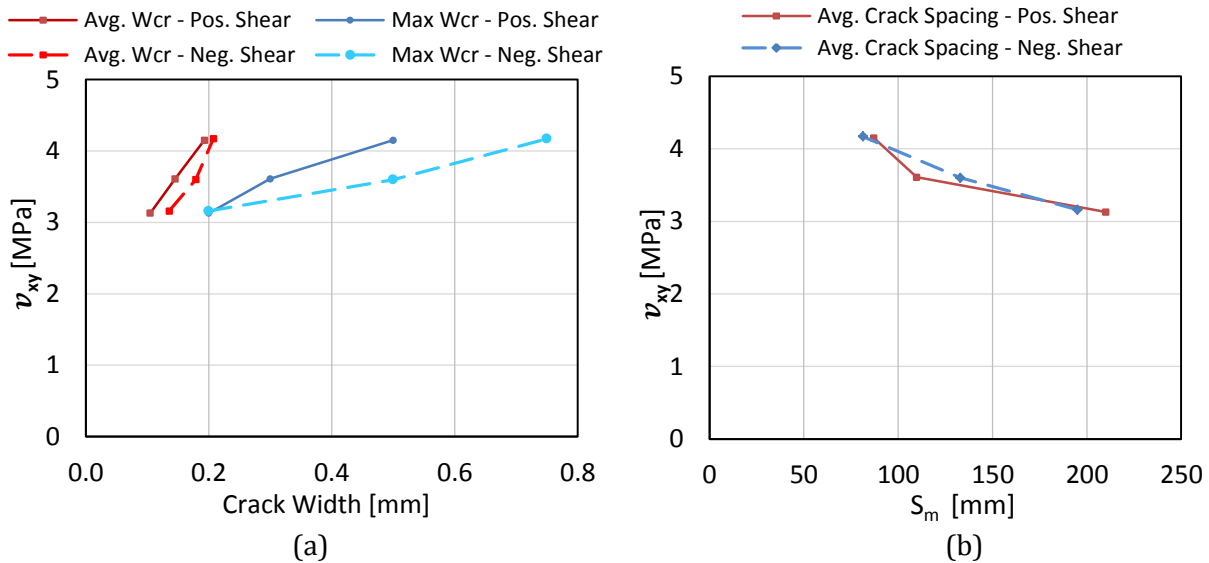 Avg. Wcr - Pos. Shear
Max Wcr - Pos. Shear
Avg. Wcr - Neg. Shear
Max Wcr - Neg. Shear
5
4
3
2
1
0
v_xy [MPa]
0.0 0.2 0.4 0.6 0.8
Crack Width [mm]
(a)
Avg. Crack Spacing - Pos. Shear
Avg. Crack Spacing - Neg. Shear
5
4
3
2
1
0
v_xy [MPa]
0 50 100 150 200 250
S_m [mm]
(b)